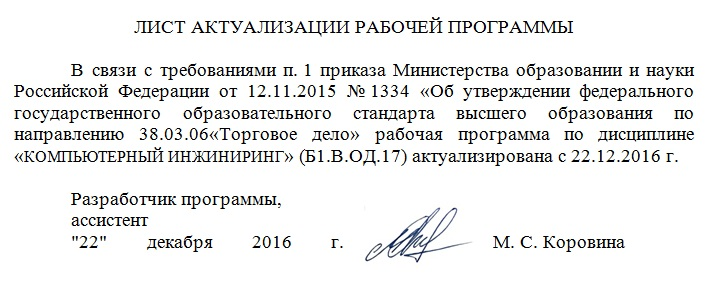 ЛИСТ АКТУАЛИЗАЦИИ РАБОЧЕЙ ПРОГРАММЫ
В связи с требованиями п. 1 приказа Министерства образовании и науки
Российской Федерации от 12.11.2015 №1334 «Об утверждении федерального
государственного образовательного стандарта высшего образования по
направлению 38.03.06«Торговое дело» рабочая программа по дисциплине
«КОМПЬЮТЕРНЫЙ ИНЖИНИРИНГ» (Б1.В.ОД.17) актуализирована с 22.12.2016 г.
Разработчик программы,
ассистент
"22" декабря 2016 г. М. С. Коровина